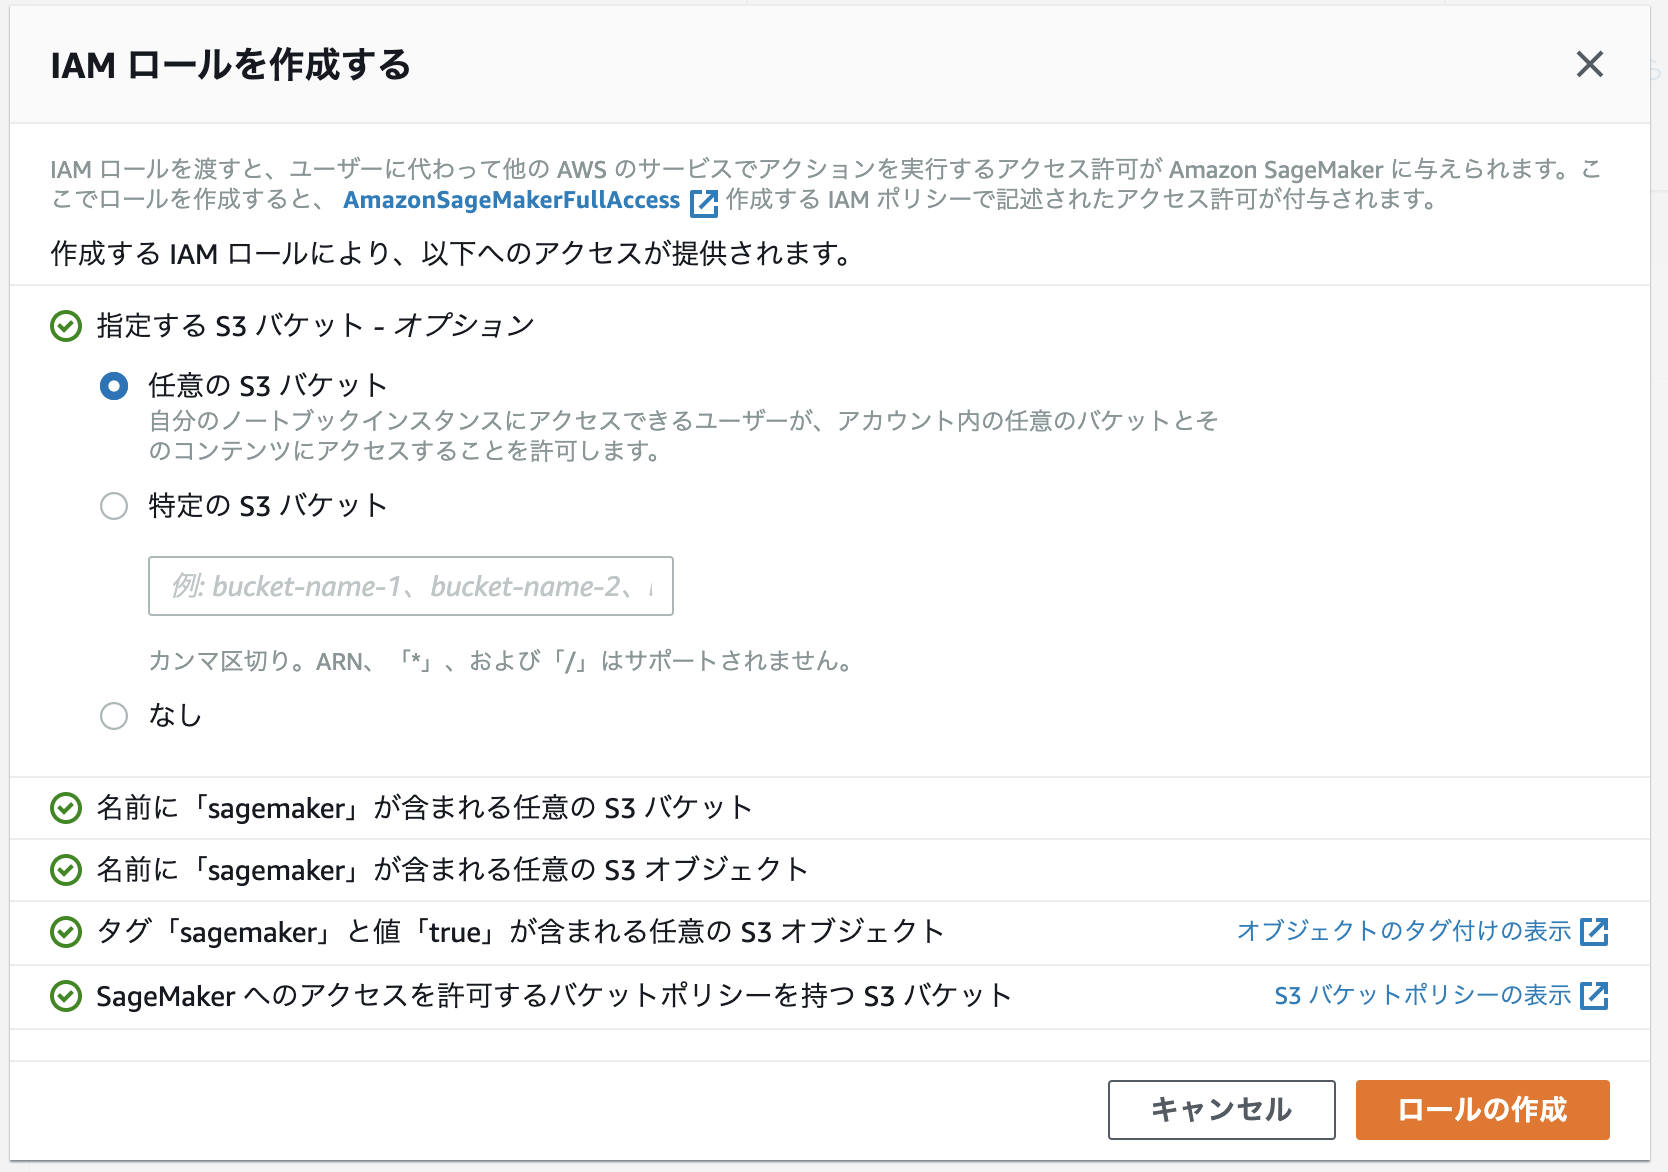 IAM ロールを作成する
IAM ロールを渡すと、ユーザーに代わって他の AWS のサービスでアクションを実行するアクセス許可が Amazon SageMaker に与えられます。こ
こでロールを作成すると、 AmazonSageMakerFullAccess 作成する IAM ポリシーで記述されたアクセス許可が付与されます。
作成する IAM ロールにより、以下へのアクセスが提供されます。
指定する S3 バケット - オプション
任意の S3 バケット
自分のノートブックインスタンスにアクセスできるユーザーが、アカウント内の任意のバケットとそ
のコンテンツにアクセスすることを許可します。
特定の S3 バケット
例: bucket-name-1、bucket-name-2、
カンマ区切り。ARN、「*」、および「/」はサポートされません。
なし
名前に「sagemaker」が含まれる任意の S3 バケット
名前に「sagemaker」が含まれる任意の S3 オブジェクト
タグ「sagemaker」と値「true」が含まれる任意の S3 オブジェクト
オブジェクトのタグ付けの表示
SageMaker へのアクセスを許可するバケットポリシーを持つ S3 バケット
S3 バケットポリシーの表示
キャンセル
ロールの作成